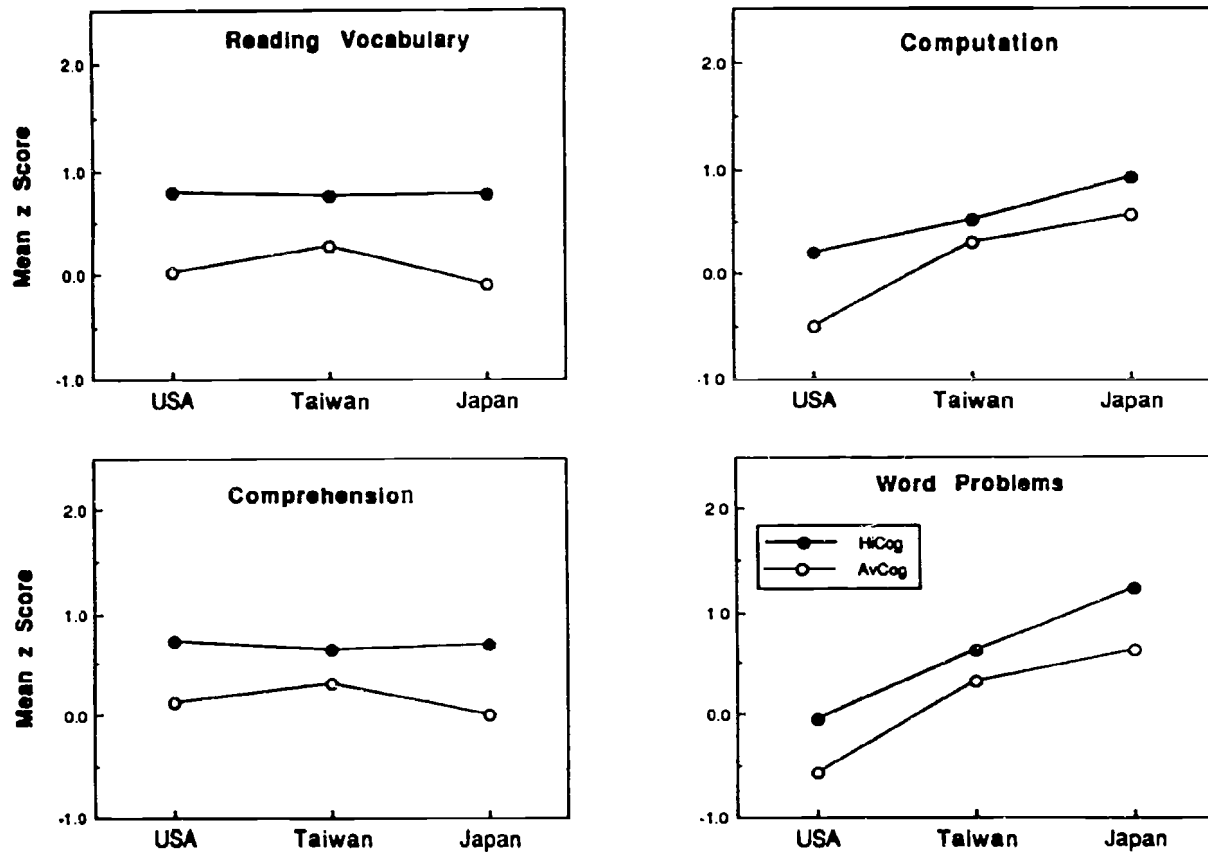 Reading Vocabulary
Mean z Score
2.0
1.0
0.0
-1.0
USA Taiwan Japan
Computation
2.0
1.0
0.0
-1 0
USA Taiwan Japan
Comprehension
Mean z Score
2.0
1.0
0.0
-1.0
USA Taiwan Japan
Word Problems
2 0
1 0
0.0
-1.0
HiCog
AvCog
USA Taiwan Japan